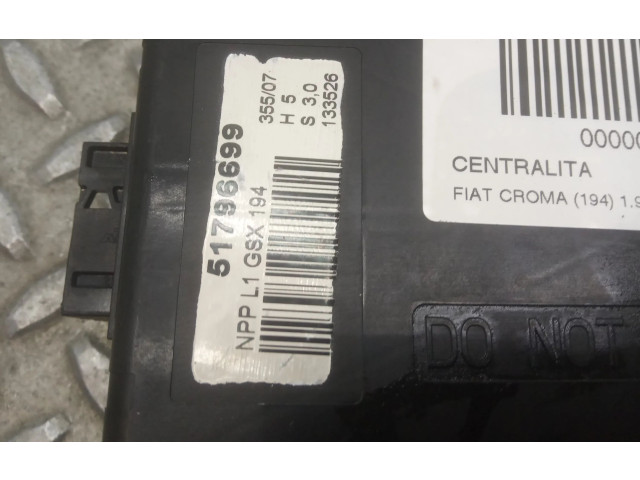 51796699
NPP L1 GSX 194
355/07
H 5
S 3,0
133526
00000
CENTRALITA
FIAT CROMA (194) 1.9
DO NOT